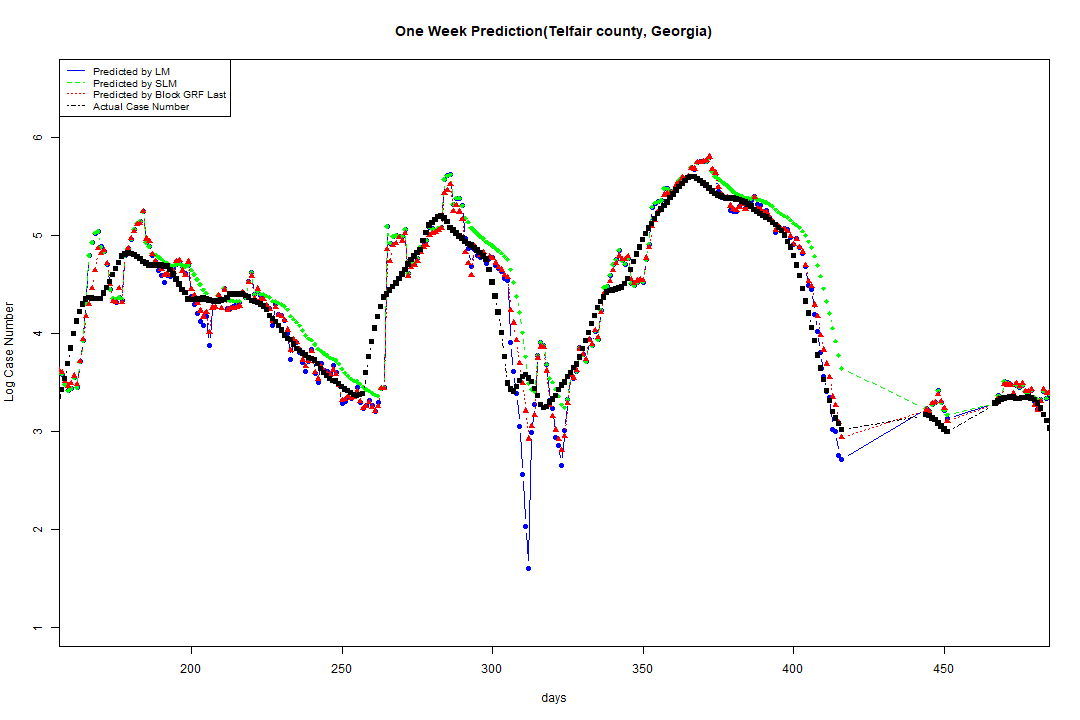 One Week Prediction(Telfair county, Georgia)
Predicted by LM
Predicted by SLM
Predicted by Block GRF Last
Actual Case Number
6
5
4
3
2
1
Log Case Number
200 250 300 350 400 450
days